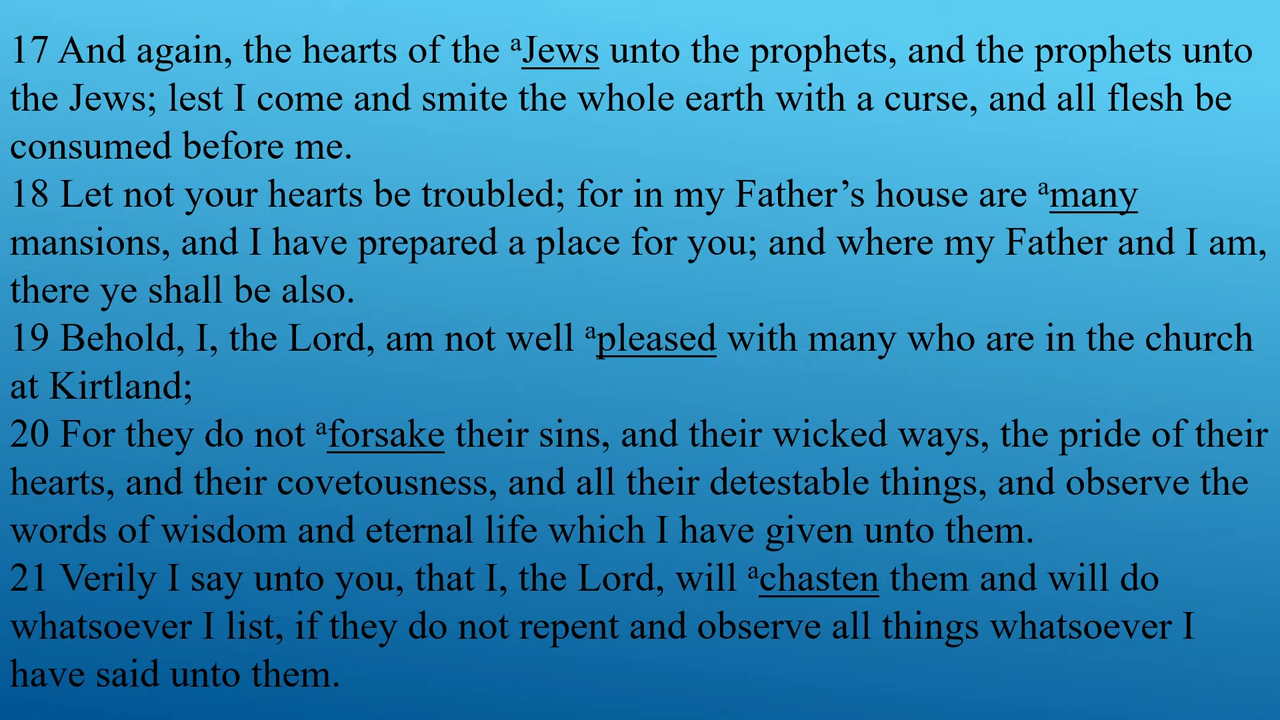 17 And again, the hearts of the ᵃJews unto the prophets, and the prophets unto
the Jews; lest I come and smite the whole earth with a curse, and all flesh be
consumed before me.
18 Let not your hearts be troubled; for in my Father’s house are ᵃmany
mansions, and I have prepared a place for you; and where my Father and I am,
there ye shall be also.
19 Behold, I, the Lord, am not well ᵃpleased with many who are in the church
at Kirtland;
20 For they do not ᵃforsake their sins, and their wicked ways, the pride of their
hearts, and their covetousness, and all their detestable things, and observe the
words of wisdom and eternal life which I have given unto them.
21 Verily I say unto you, that I, the Lord, will ᵃchasten them and will do
whatsoever I list, if they do not repent and observe all things whatsoever I
have said unto them.